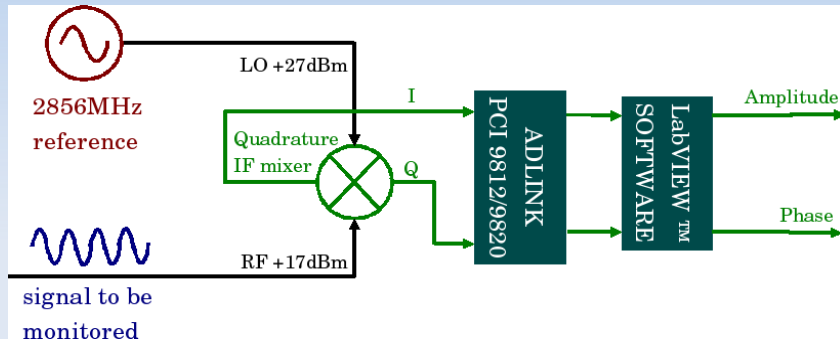 2856MHz
reference
LO +27dBm
I
Quadrature
IF mixer
Q
RF +17dBm
signal to be
monitored
ADLINK
PCI 9812/9820
LabVIEW ™
SOFTWARE
Amplitude
Phase